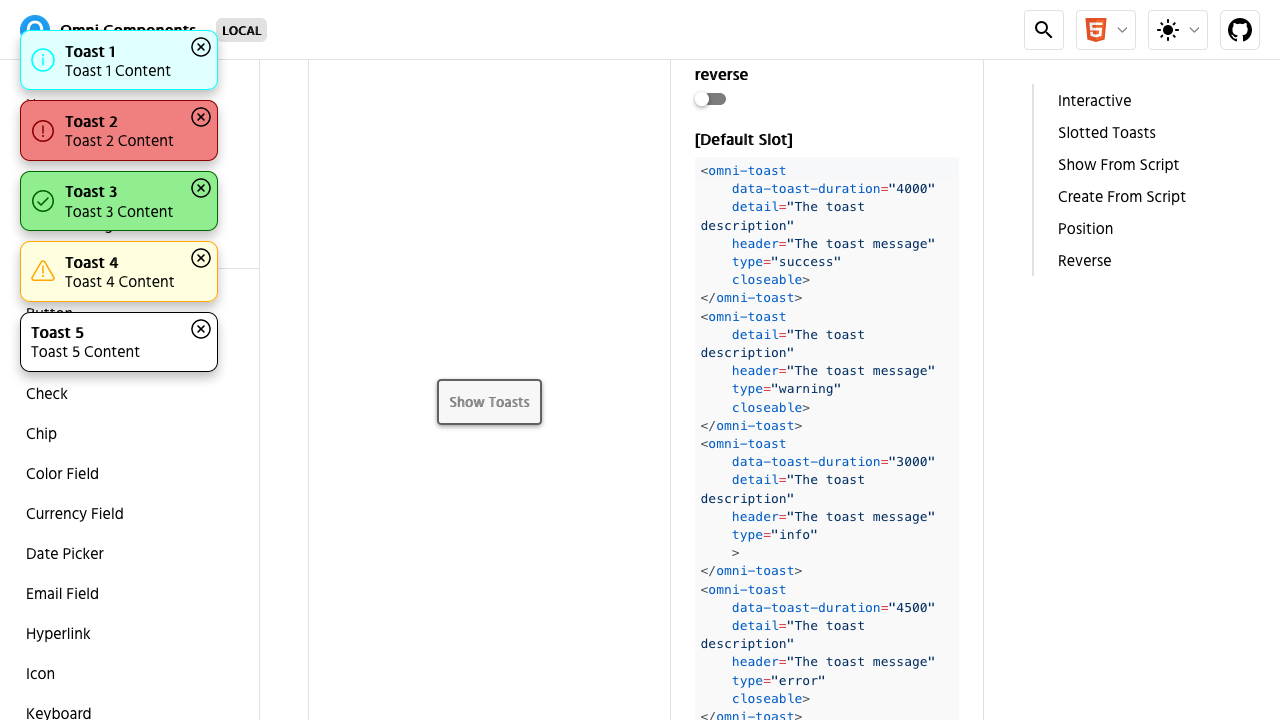 Omni Components
LOCAL
Toast 1
Toast 1 Content
Toast 2
Toast 2 Content
Toast 3
Toast 3 Content
Toast 4
Toast 4 Content
Button
Toast 5
Toast 5 Content
Check
Chip
Color Field
Currency Field
Date Picker
Email Field
Hyperlink
Icon
Keyboard
Show Toasts
reverse
[Default Slot]
<omni-toast
data-toast-duration="4000"
detail="The toast
description"
header="The toast message"
type="success"
closeable>
</omni-toast>
<omni-toast
detail="The toast
description"
header="The toast message"
type="warning"
closeable>
</omni-toast>
<omni-toast
data-toast-duration="3000"
detail="The toast
description"
header="The toast message"
type="info"
>
</omni-toast>
<omni-toast
data-toast-duration="4500"
detail="The toast
description"
header="The toast message"
type="error"
closeable>
</omni-toast>
Interactive
Slotted Toasts
Show From Script
Create From Script
Position
Reverse